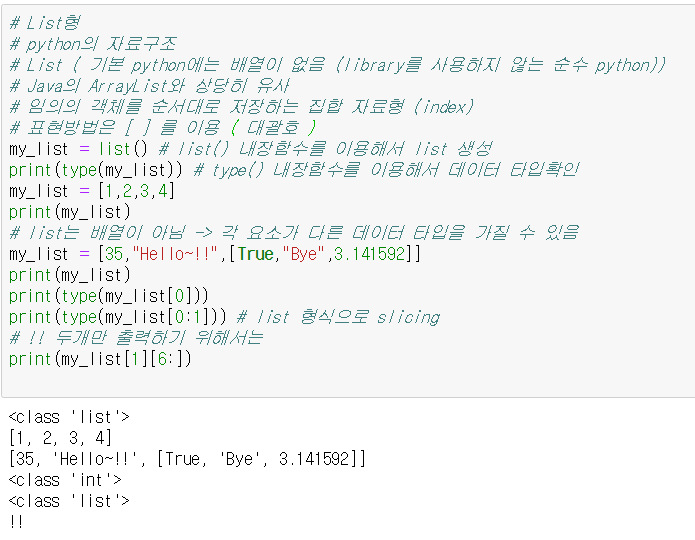 # List형
# python의 자료구조
# List ( 기본 python에는 배열이 없음 (library를 사용하지 않는 순수 python))
# Java의 ArrayList와 상당히 유사
# 임의의 객체를 순서대로 저장하는 집합 자료형 (index)
# 표현방법은 [ ] 를 이용 ( 대괄호 )
my_list = list() # list() 내장함수를 이용해서 list 생성
print(type(my_list)) # type() 내장함수를 이용해서 데이터 타입확인
my_list = [1,2,3,4]
print(my_list)
# list는 배열이 아님 -> 각 요소가 다른 데이터 타입을 가질 수 있음
my_list = [35,"Hello~!!",[True,"Bye",3.141592]]
print(my_list)
print(type(my_list[0]))
print(type(my_list[0:1])) # list 형식으로 slicing
# !! 두개만 출력하기 위해서는
print(my_list[1][6:])
<class 'list'>
[1, 2, 3, 4]
[35, 'Hello~!!', [True, 'Bye', 3.141592]]
<class 'int'>
<class 'list'>
!!